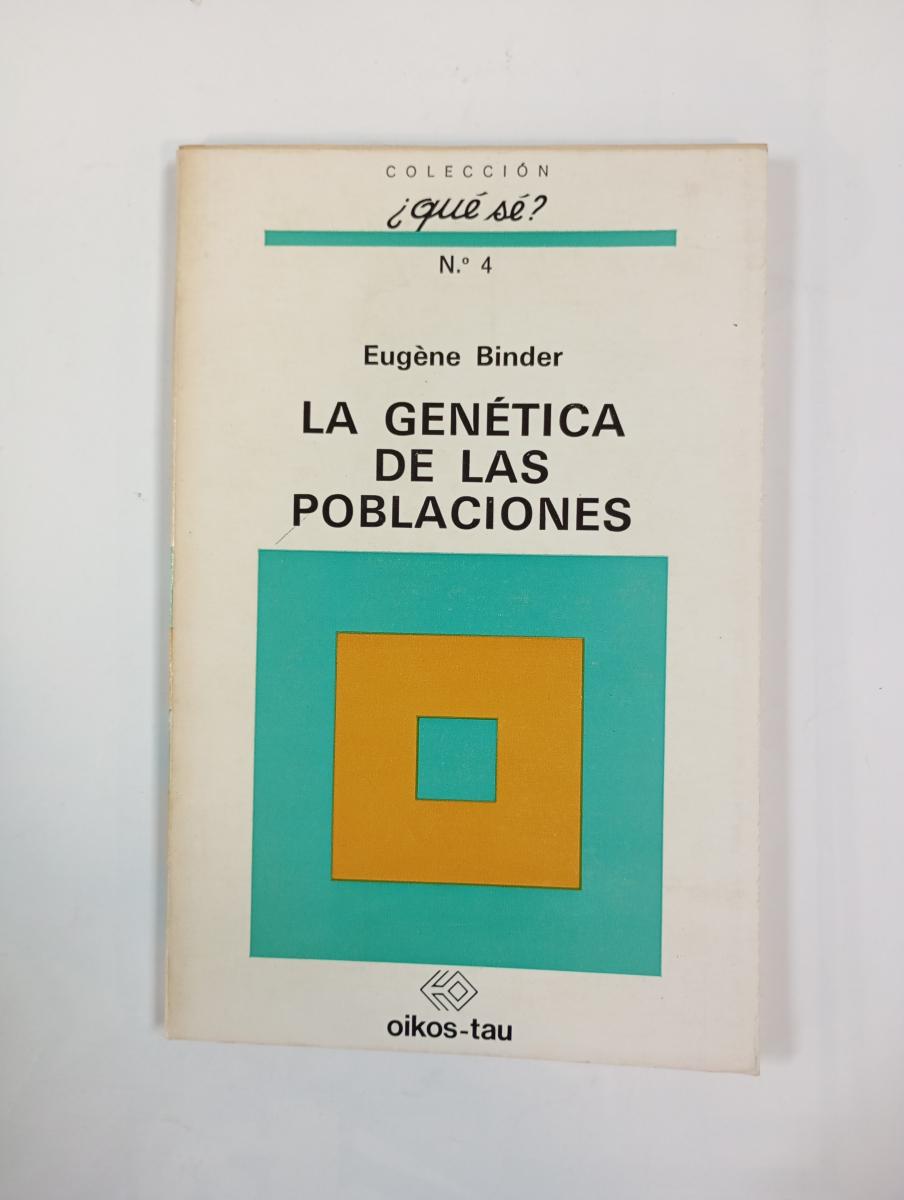 COLECCIÓN
¿qué sé?
N.º 4
Eugène Binder
LA GENÉTICA
DE LAS
POBLACIONES
oikos-tau